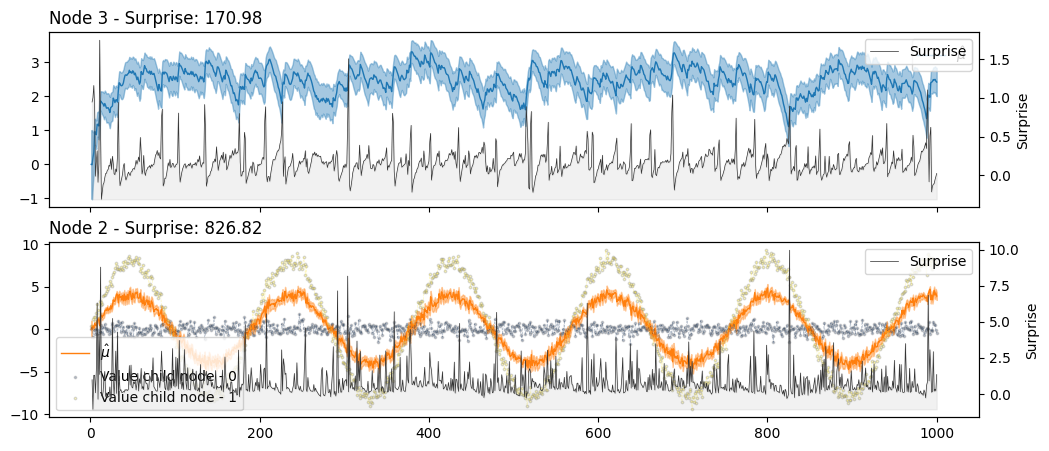 Node 3 - Surprise: 170.98
3
2
1
0
−1
Surprise
1.5
1.0
0.5
0.0
Surprise
Node 2 - Surprise: 826.82
10
5
0
−5
−10
Surprise
μ̂
Value child node - 0
Value child node - 1
10.0
7.5
5.0
2.5
0.0
Surprise
0
200
400
600
800
1000